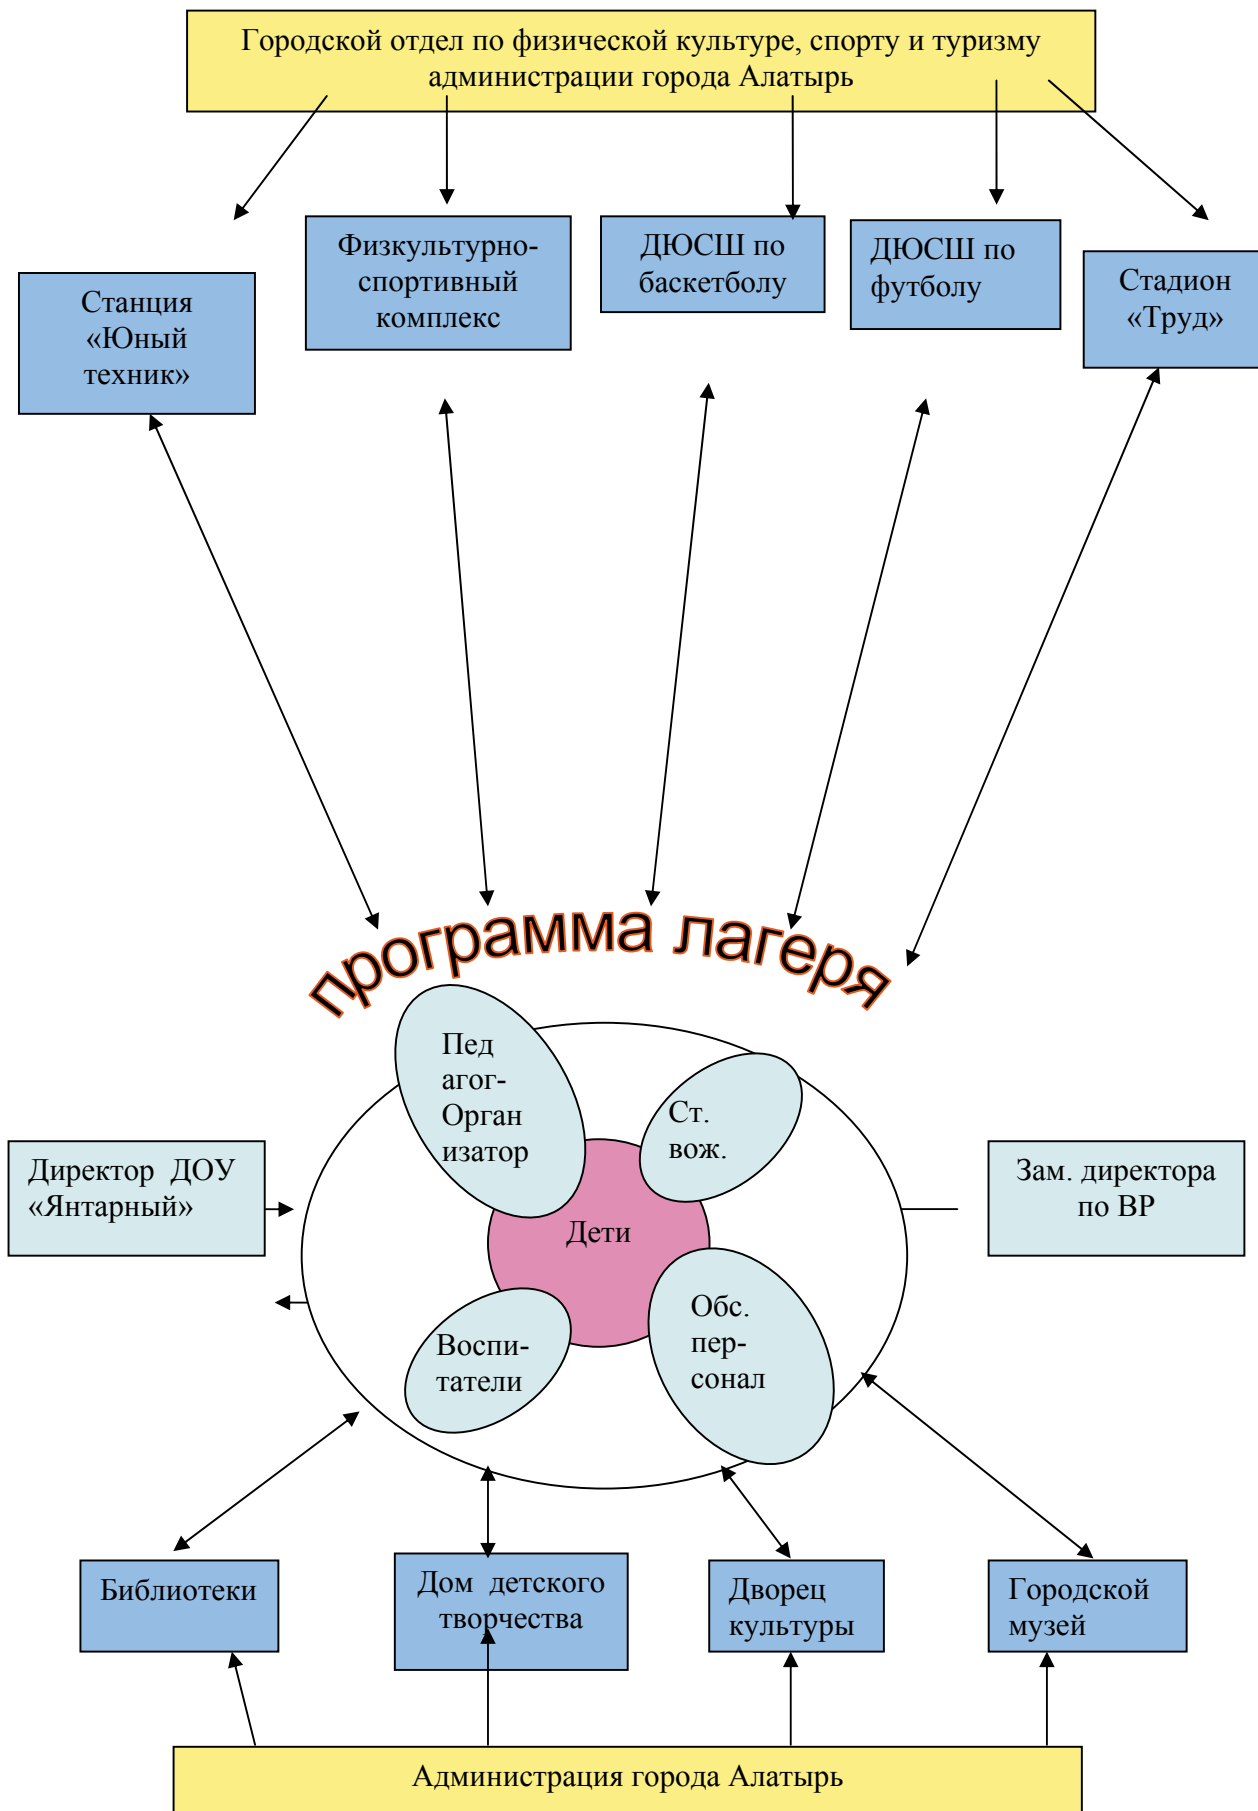 Городской отдел по физической культуре, спорту и туризму
администрации города Алатырь
Станция
«Юный
техник»
Физкультурно-
спортивный
комплекс
ДЮСШ по
баскетболу
ДЮСШ по
футболу
Стадион
«Труд»
программа лагеря
Пед
агог-
Орган
изатор
Ст.
вож.
Директор ДОУ
«Янтарный»
Дети
Зам. директора
по ВР
Воспи-
татели
Обс.
пер-
сонал
Библиотеки
Дом детского
творчества
Дворец
культуры
Городской
музей
Администрация города Алатырь